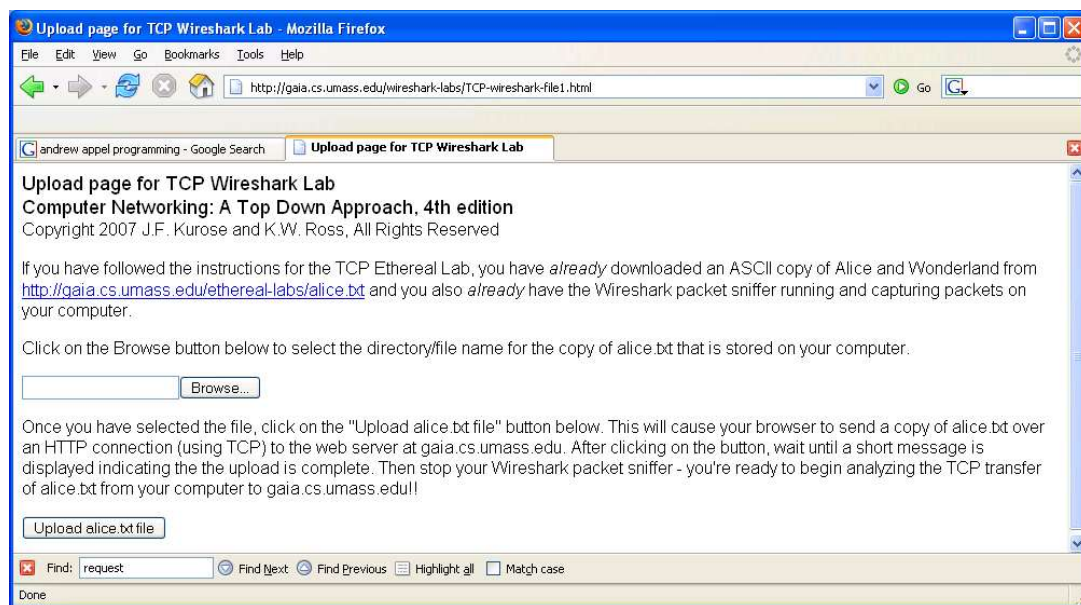 Upload page for TCP Wireshark Lab - Mozilla Firefox
File Edit View Go Bookmarks Tools Help
http://gaia.cs.umass.edu/wireshark-labs/TCP-wireshark-file1.html Go G
G andrew appel programming - Google Search Upload page for TCP Wireshark Lab
Upload page for TCP Wireshark Lab
Computer Networking: A Top Down Approach, 4th edition
Copyright 2007 J.F. Kurose and K.W. Ross, All Rights Reserved
If you have followed the instructions for the TCP Ethereal Lab, you have already downloaded an ASCII copy of Alice and Wonderland from
http://gaia.cs.umass.edu/ethereal-labs/alice.txt and you also already have the Wireshark packet sniffer running and capturing packets on
your computer.
Click on the Browse button below to select the directory/file name for the copy of alice.txt that is stored on your computer.
Browse...
Once you have selected the file, click on the "Upload alice.txt file" button below. This will cause your browser to send a copy of alice.txt over
an HTTP connection (using TCP) to the web server at gaia.cs.umass.edu. After clicking on the button, wait until a short message is
displayed indicating the the upload is complete. Then stop your Wireshark packet sniffer - you're ready to begin analyzing the TCP transfer
of alice.txt from your computer to gaia.cs.umass.edu!!
Upload alice.txt file
Find: request Find Next Find Previous Highlight all Match case
Done